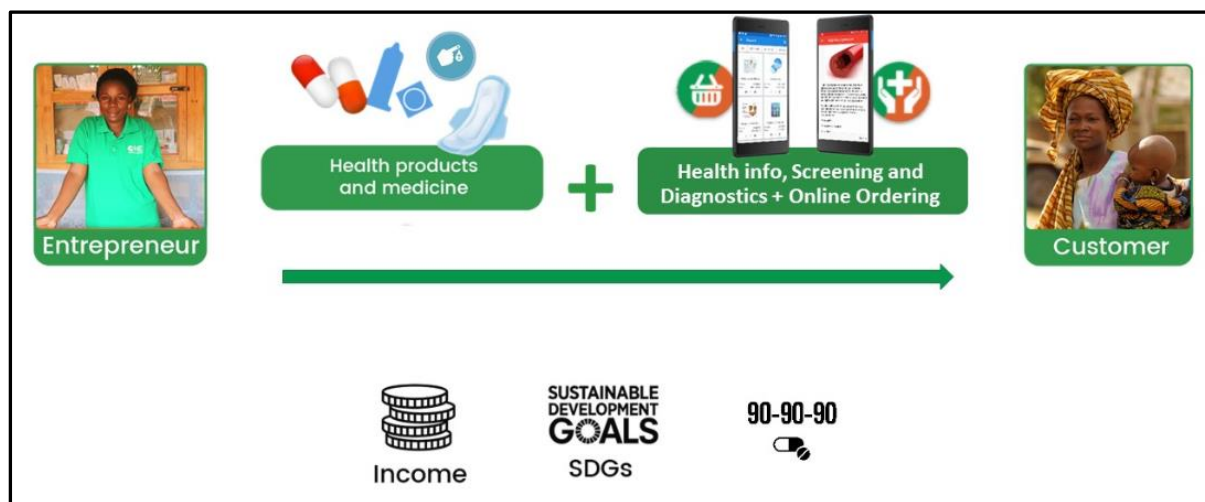 Entrepreneur
Health products
and medicine
Health info, Screening and
Diagnostics + Online Ordering
Customer
Income
SUSTAINABLE
DEVELOPMENT
GOALS
SDGs
90-90-90